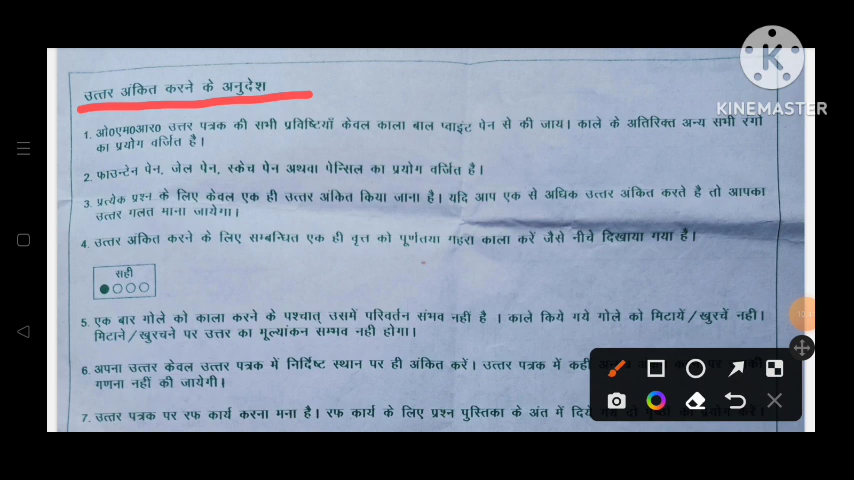 KINEMASTER
उत्तर अंकित करने के अनुदेश
1. ओ0एम0आर0 उत्तर पत्रक की सभी प्रविष्टियाँ केवल काला बाल प्वाइंट पेन से की जाय। काले के अतिरिक्त अन्य सभी रंगो
का प्रयोग वर्जित है।
2. फाउन्टेन पेन, जेल पेन, स्केच पेन अथवा पेन्सिल का प्रयोग वर्जित है।
3. प्रत्येक प्रश्न के लिए केवल एक ही उत्तर अंकित किया जाना है। यदि आप एक से अधिक उत्तर अंकित करते है तो आपका
उत्तर गलत माना जायेगा।
4. उत्तर अंकित करने के लिए सम्बन्धित एक ही वृत्त को पूर्णतया गहरा काला करें जैसे नीचे दिखाया गया है।
सही
5. एक बार गोले को काला करने के पश्चात् उसमें परिवर्तन संभव नहीं है । काले किये गये गोले को मिटायें/खुरचें नही।
मिटाने/खुरचने पर उत्तर का मूल्यांकन सम्भव नही होगा।
6. अपना उत्तर केवल उत्तर पत्रक में निर्दिष्ट स्थान पर ही अंकित करें। उत्तर पत्रक में कही
गणना नहीं की जायेगी।
7. उत्तर पत्रक पर रफ कार्य करना मना है। रफ कार्य के लिए प्रश्न पुस्तिका के अंत में दिये